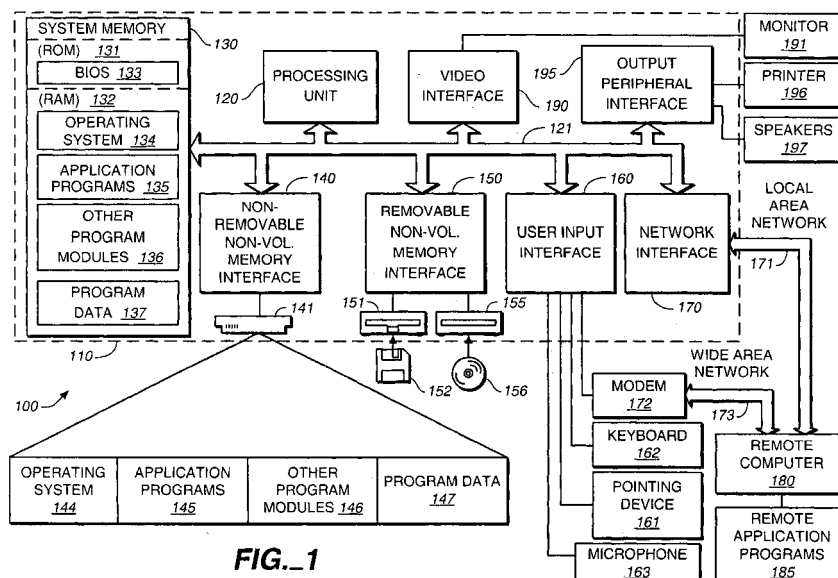 SYSTEM MEMORY
130
(ROM) 131
BIOS 133
(RAM) 132
OPERATING
SYSTEM 134
APPLICATION
PROGRAMS 135
OTHER
PROGRAM
MODULES 136
PROGRAM
DATA 137
110
100
120
PROCESSING
UNIT
VIDEO
INTERFACE
190
195
OUTPUT
PERIPHERAL
INTERFACE
121
MONITOR
191
PRINTER
196
SPEAKERS
197
140
NON-
REMOVABLE
NON-VOL.
MEMORY
INTERFACE
150
REMOVABLE
NON-VOL.
MEMORY
INTERFACE
160
USER INPUT
INTERFACE
NETWORK
INTERFACE
170
LOCAL AREA
NETWORK
171
141
151
155
152
156
WIDE AREA
NETWORK
MODEM
172
173
KEYBOARD
162
POINTING
DEVICE
161
MICROPHONE
163
REMOTE
COMPUTER
180
REMOTE
APPLICATION
PROGRAMS
185
OPERATING
SYSTEM
144
APPLICATION
PROGRAMS
145
OTHER
PROGRAM
MODULES 146
PROGRAM DATA
147
FIG._1